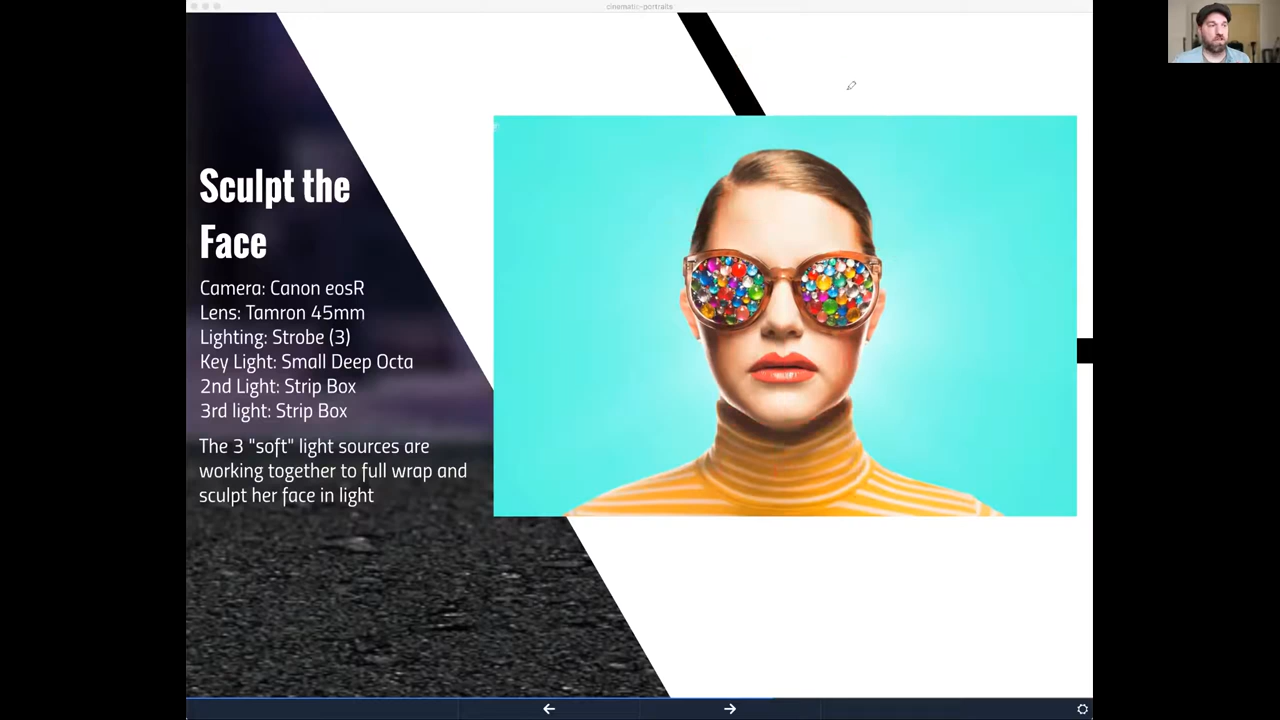 cinematic-portraits
Sculpt the
Face
Camera: Canon eosR
Lens: Tamron 45mm
Lighting: Strobe (3)
Key Light: Small Deep Octa
2nd Light: Strip Box
3rd light: Strip Box
The 3 "soft" light sources are
working together to full wrap and
sculpt her face in light